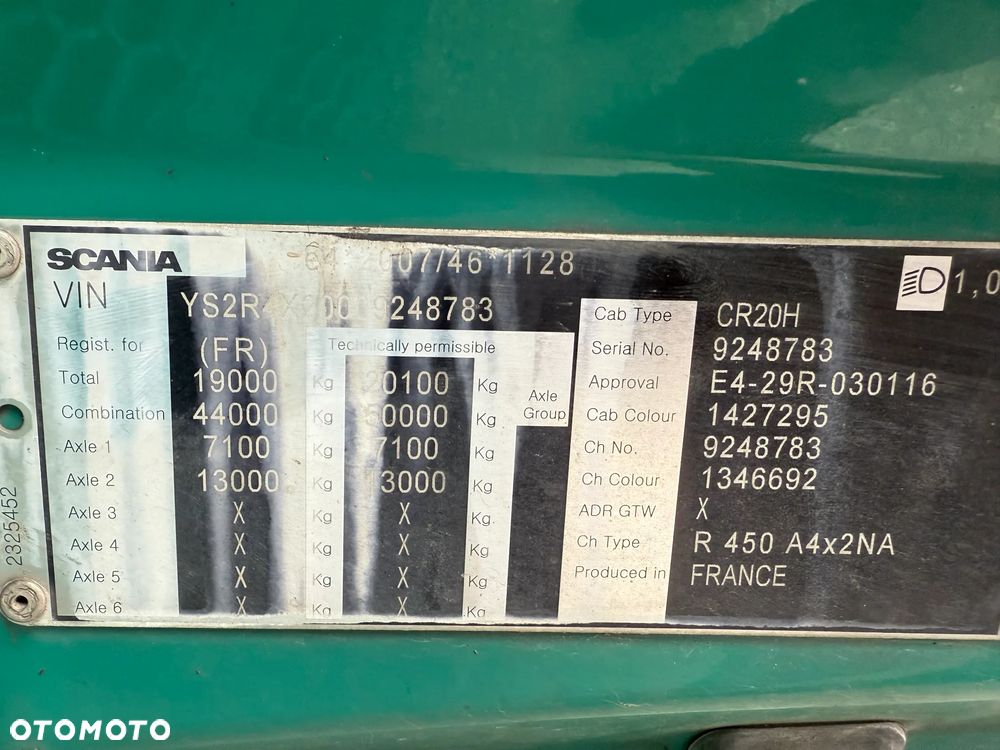 SCANIA 2007/46*1128
VIN 9248783
1,0
Cab Type CR20H
Regist. for (FR) Technically permissible Serial No. 9248783
Total 19000 Kg 20100 Kg Approval E4-29R-030116
Axle Group
Combination 44000 Kg 50000 Kg Cab Colour 1427295
Axle 1 7100 Kg 7100 Kg Ch No. 9248783
Axle 2 13000 Kg 13000 Kg Ch Colour 1346692
Axle 3 X Kg X Kg ADR GTW X
Axle 4 X Kg X Kg Ch Type R 450 A4x2NA
Axle 5 X Kg X Kg Produced in FRANCE
Axle 6 X Kg X Kg
2325452
OTOMOTO